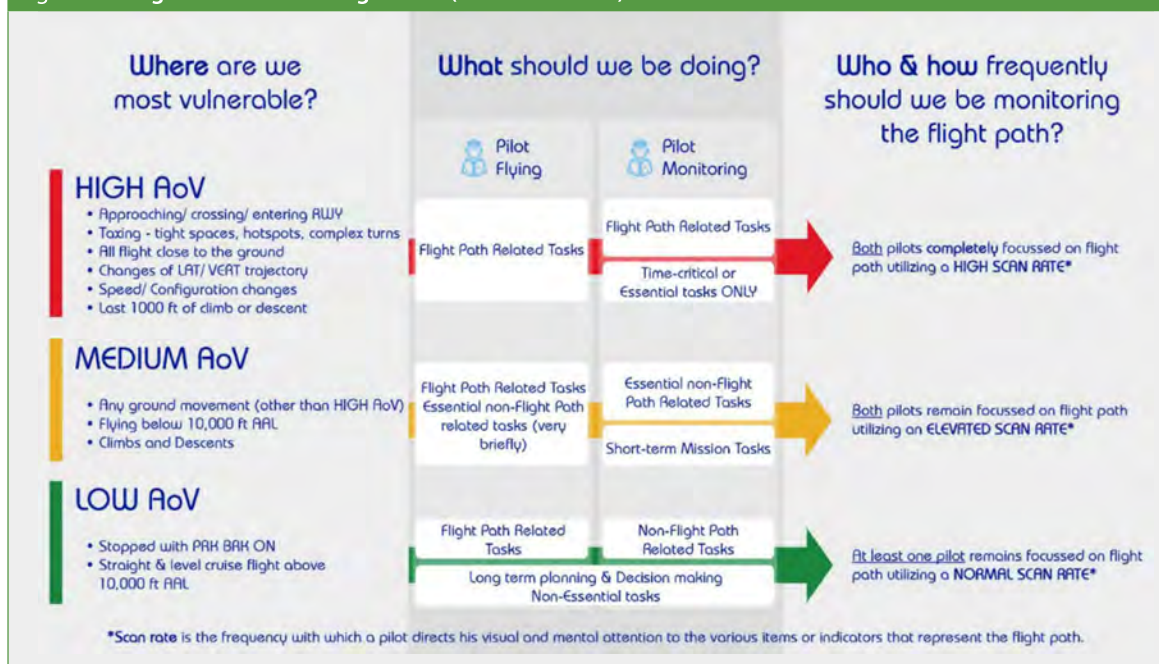 Where are we
most vulnerable?
What should we be doing?
Who & how frequently
should we be monitoring
the flight path?
Pilot
Flying
Pilot
Monitoring
HIGH AoV
• Approaching/ crossing/ entering RWY
• Taxing - tight spaces, hotspots, complex turns
• All flight close to the ground
• Changes of LAT/ VERT trajectory
• Speed/ Configuration changes
• Last 1000 ft of climb or descent
Flight Path Related Tasks
Flight Path Related Tasks
Time-critical or
Essential tasks ONLY
Both pilots completely focussed on flight
path utilizing a HIGH SCAN RATE*
MEDIUM AoV
• Any ground movement (other than HIGH AoV)
• Flying below 10,000 ft AAL
• Climbs and Descents
Flight Path Related Tasks
Essential non-Flight Path
related tasks (very
briefly)
Essential non-Flight
Path Related Tasks
Short-term Mission Tasks
Both pilots remain focussed on flight path
utilizing an ELEVATED SCAN RATE*
LOW AoV
• Stopped with PRK BRK ON
• Straight & level cruise flight above
10,000 ft AAL
Flight Path Related
Tasks
Non-Flight Path
Related Tasks
Long term planning & Decision making
Non-Essential tasks
At least one pilot remains focussed on flight
path utilizing a NORMAL SCAN RATE*
*Scan rate is the frequency with which a pilot directs his visual and mental attention to the various items or indicators that represent the flight path.